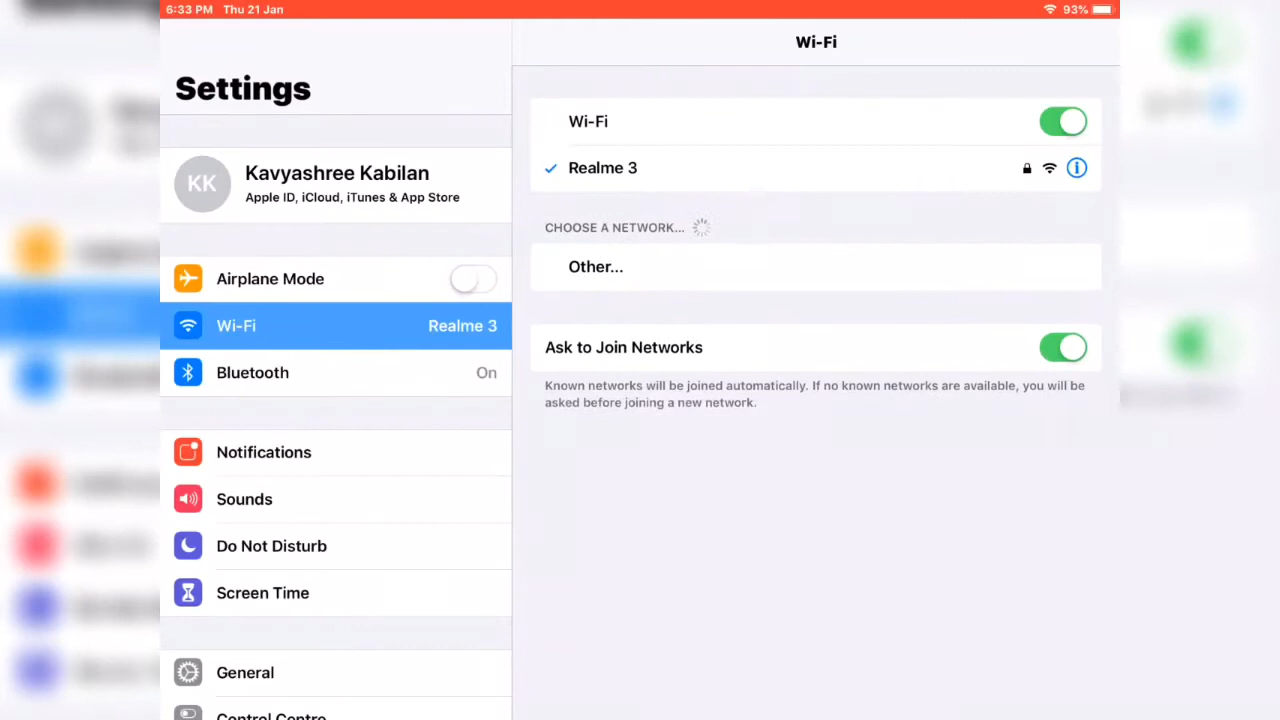 6:33 PM Thu 21 Jan 93%
Settings
KK
Kavyashree Kabilan
Apple ID, iCloud, iTunes & App Store
Airplane Mode
Wi-Fi Realme 3
Bluetooth On
Notifications
Sounds
Do Not Disturb
Screen Time
General
Control Centre
Wi-Fi
Wi-Fi
Realme 3
CHOOSE A NETWORK...
Other...
Ask to Join Networks
Known networks will be joined automatically. If no known networks are available, you will be
asked before joining a new network.